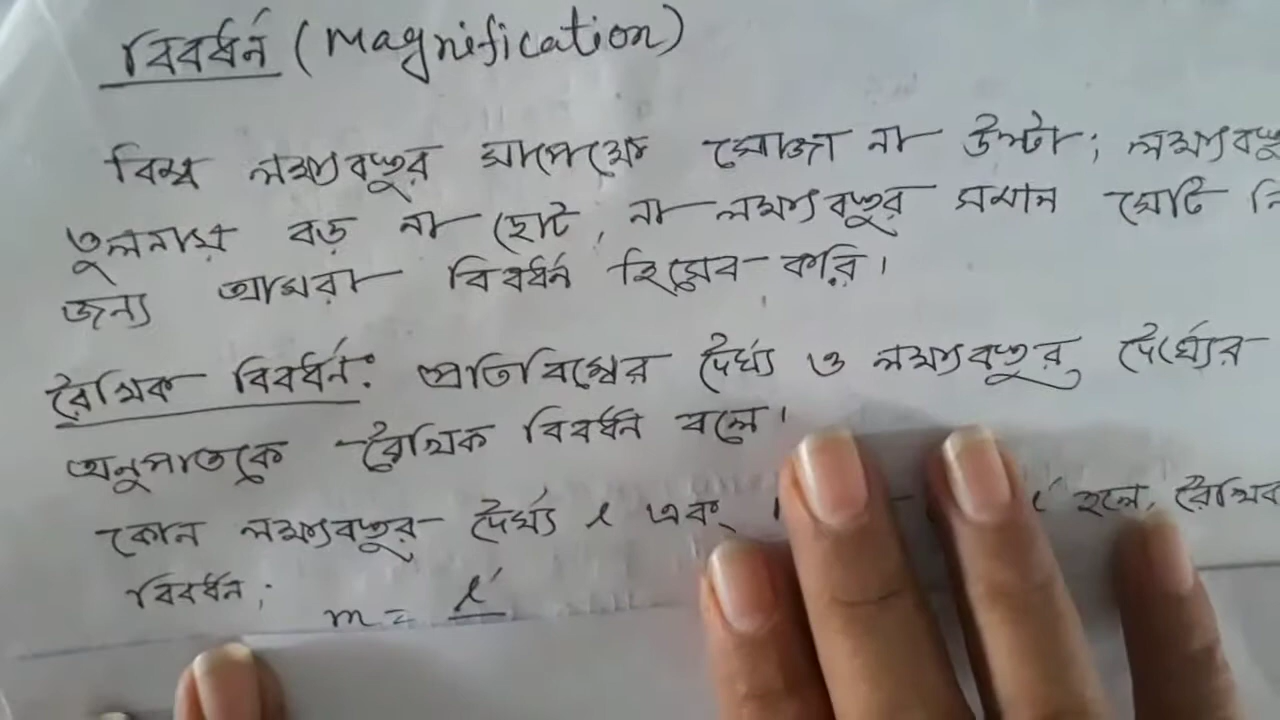 বিবর্ধন (Magnification)
বিম্ব লক্ষ্যবস্তুর সাপেক্ষে সোজা না উল্টা; লক্ষ্যবস্তু
তুলনায় বড় না ছোট, না লক্ষ্যবস্তুর সমান সেটি
জন্য আমরা বিবর্ধন হিসেব করি।
রৈখিক বিবর্ধন: প্রতিবিম্বের দৈর্ঘ্য ও লক্ষ্যবস্তুর দৈর্ঘ্যের
অনুপাতকে রৈখিক বিবর্ধন বলে।
কোন লক্ষ্যবস্তুর দৈর্ঘ্য l এবং l' হলে, রৈখিক
বিবর্ধন;
m = l'